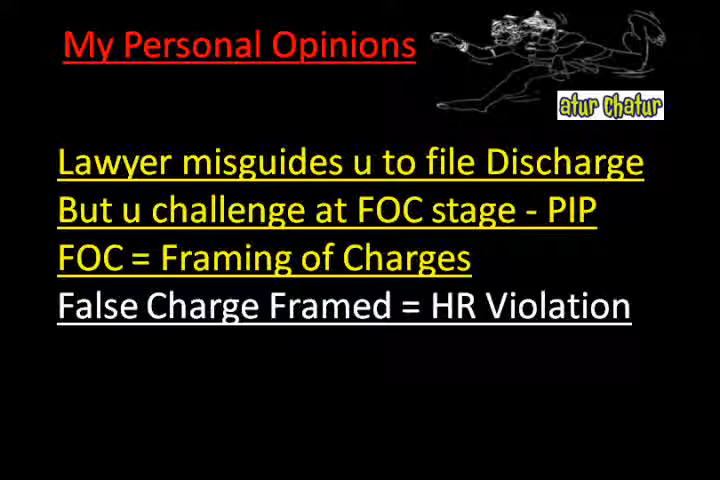 My Personal Opinions
atur chatur
Lawyer misguides u to file Discharge
But u challenge at FOC stage - PIP
FOC = Framing of Charges
False Charge Framed = HR Violation